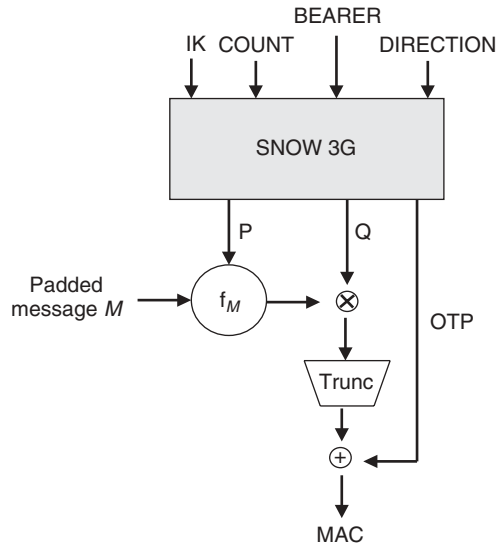 BEARER
IK COUNT DIRECTION
SNOW 3G
P Q
Padded
message M
f_M
⊗
OTP
Trunc
+
MAC